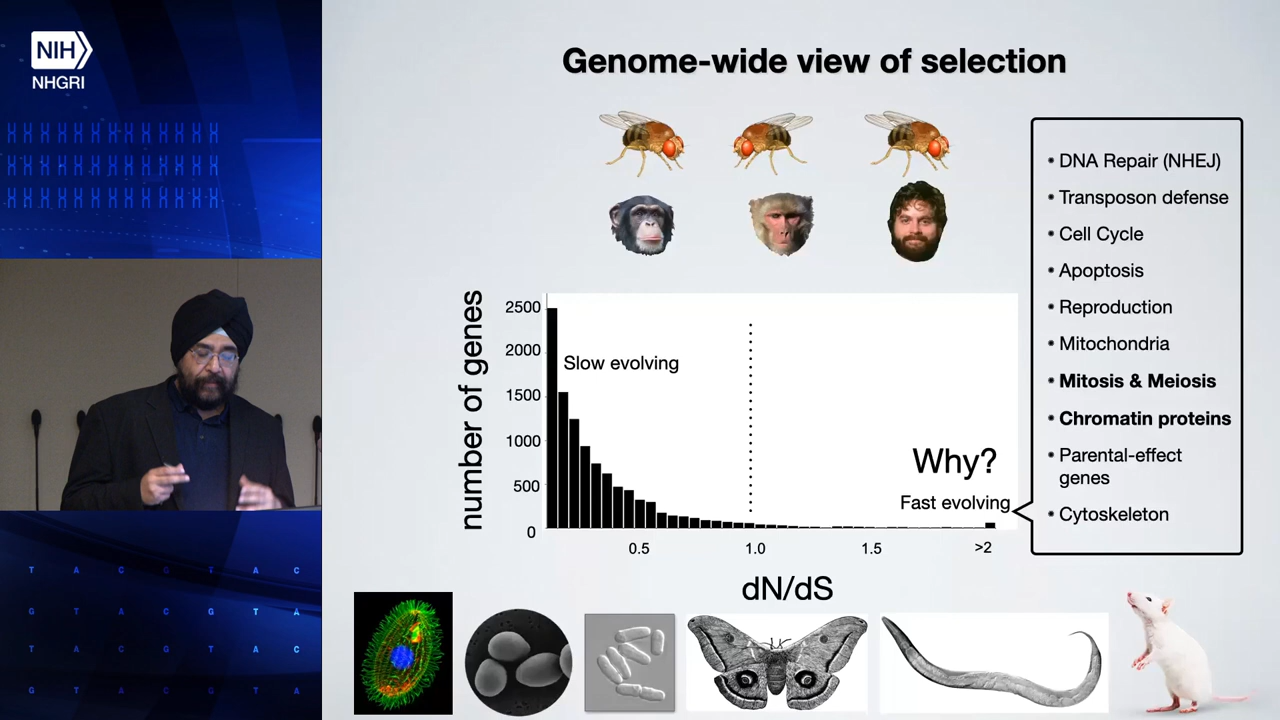 NIH
NHGRI
Genome-wide view of selection
number of genes
2500
2000
1500
1000
500
0
Slow evolving
Why?
Fast evolving
0.5
1.0
1.5
>2
dN/dS
• DNA Repair (NHEJ)
• Transposon defense
• Cell Cycle
• Apoptosis
• Reproduction
• Mitochondria
• Mitosis & Meiosis
• Chromatin proteins
• Parental-effect
genes
• Cytoskeleton
T A C G T A C
G T A C G T A
T A C G T A C
G T A C G T A